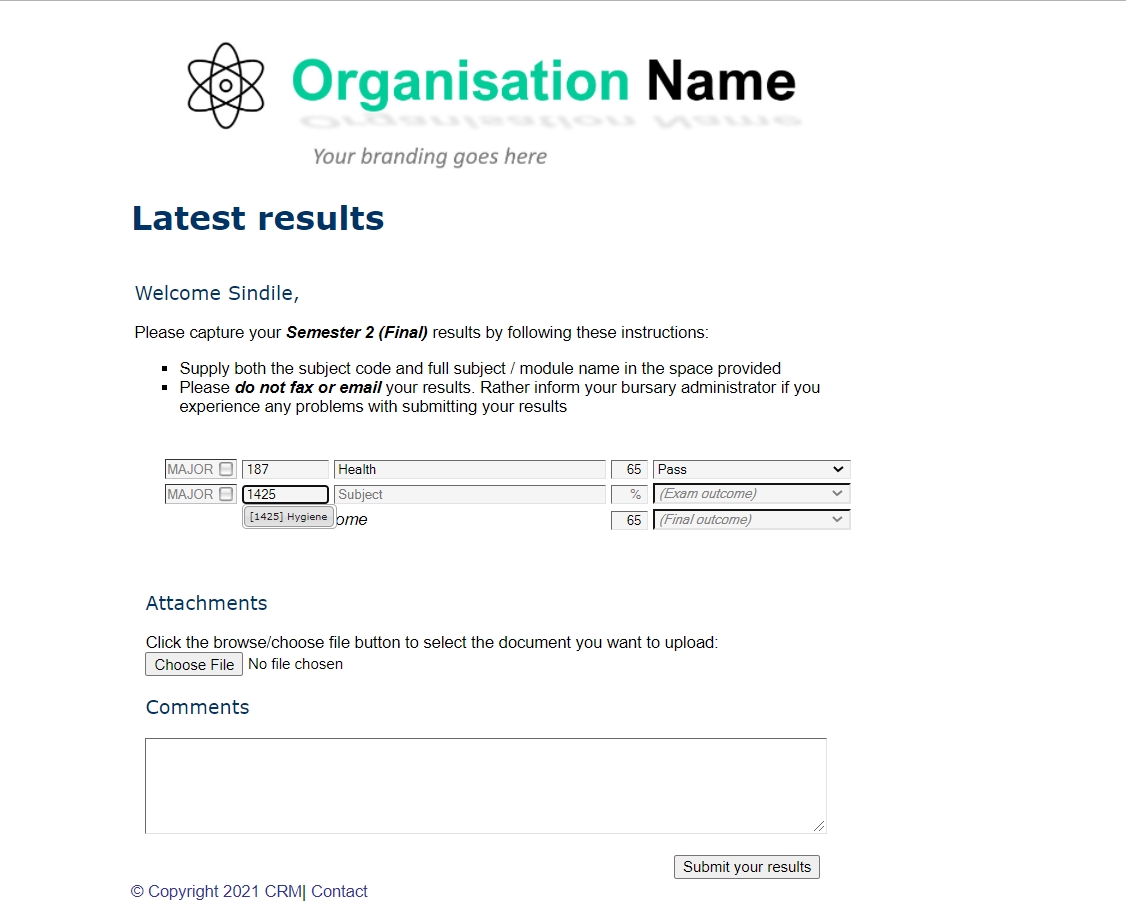 Organisation Name
Your branding goes here
Latest results
Welcome Sindile,
Please capture your Semester 2 (Final) results by following these instructions:
Supply both the subject code and full subject / module name in the space provided
Please do not fax or email your results. Rather inform your bursary administrator if you
experience any problems with submitting your results
MAJOR 187 Health 65 Pass
MAJOR 1425 Subject % (Exam outcome)
[1425] Hygiene ome 65 (Final outcome)
Attachments
Click the browse/choose file button to select the document you want to upload:
Choose File No file chosen
Comments
Submit your results
© Copyright 2021 CRM| Contact